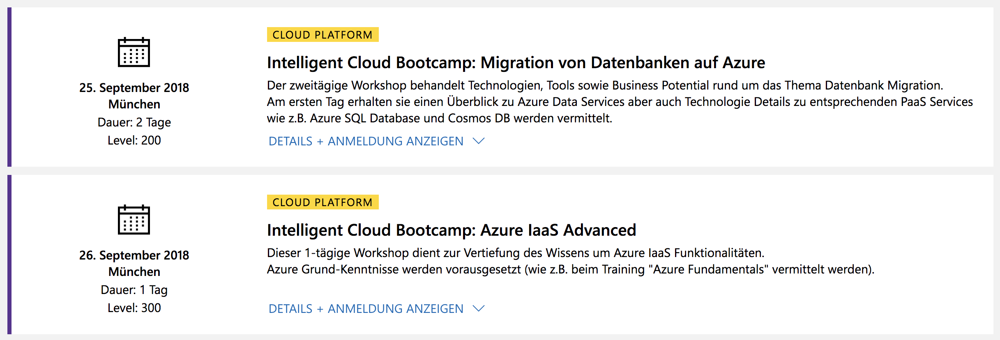 CLOUD PLATFORM
Intelligent Cloud Bootcamp: Migration von Datenbanken auf Azure
25. September 2018
München
Dauer: 2 Tage
Level: 200
Der zweitägige Workshop behandelt Technologien, Tools sowie Business Potential rund um das Thema Datenbank Migration.
Am ersten Tag erhalten sie einen Überblick zu Azure Data Services aber auch Technologie Details zu entsprechenden PaaS Services
wie z.B. Azure SQL Database und Cosmos DB werden vermittelt.
DETAILS + ANMELDUNG ANZEIGEN
CLOUD PLATFORM
Intelligent Cloud Bootcamp: Azure IaaS Advanced
26. September 2018
München
Dauer: 1 Tag
Level: 300
Dieser 1-tägige Workshop dient zur Vertiefung des Wissens um Azure IaaS Funktionalitäten.
Azure Grund-Kenntnisse werden vorausgesetzt (wie z.B. beim Training "Azure Fundamentals" vermittelt werden).
DETAILS + ANMELDUNG ANZEIGEN